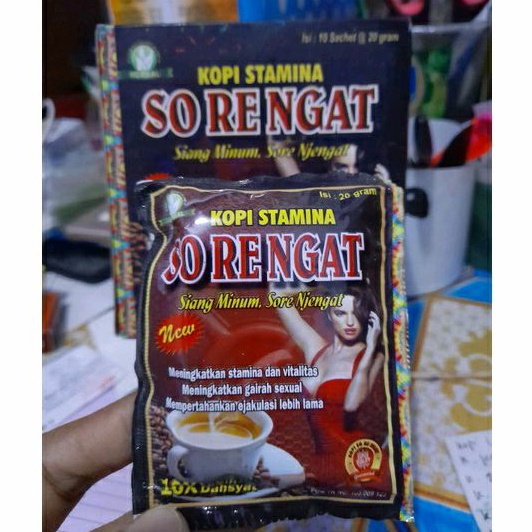 Isi : 10 Sachet @ 20 gram
KOPI STAMINA
SO RE NGAT
Siang Minum, Sore Njengat
Isi : 20 gram
KOPI STAMINA
SO RE NGAT
Siang Minum, Sore Njengat
New
Meningkatkan stamina dan vitalitas
Meningkatkan gairah sexual
Mempertahankan ejakulasi lebih lama
10X Dahsyat